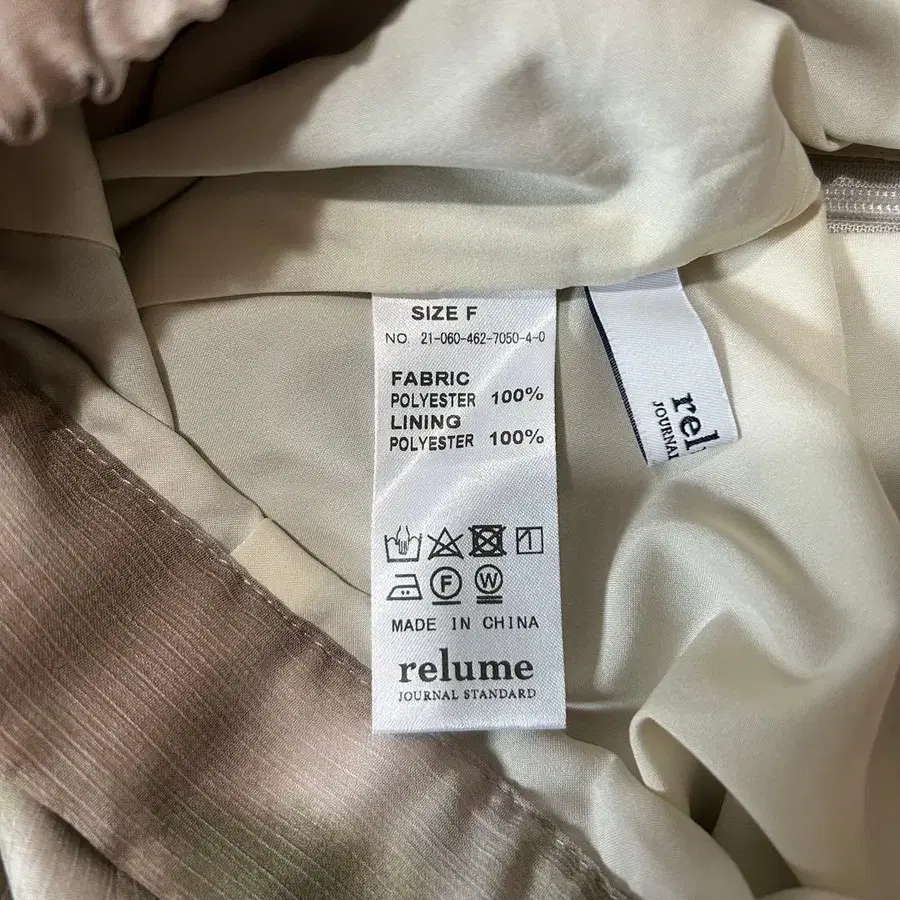 SIZE F
NO. 21-060-462-7050-4-0
FABRIC
POLYESTER 100%
LINING
POLYESTER 100%
F W
MADE IN CHINA
relume
JOURNAL STANDARD
rel
JOURNAL